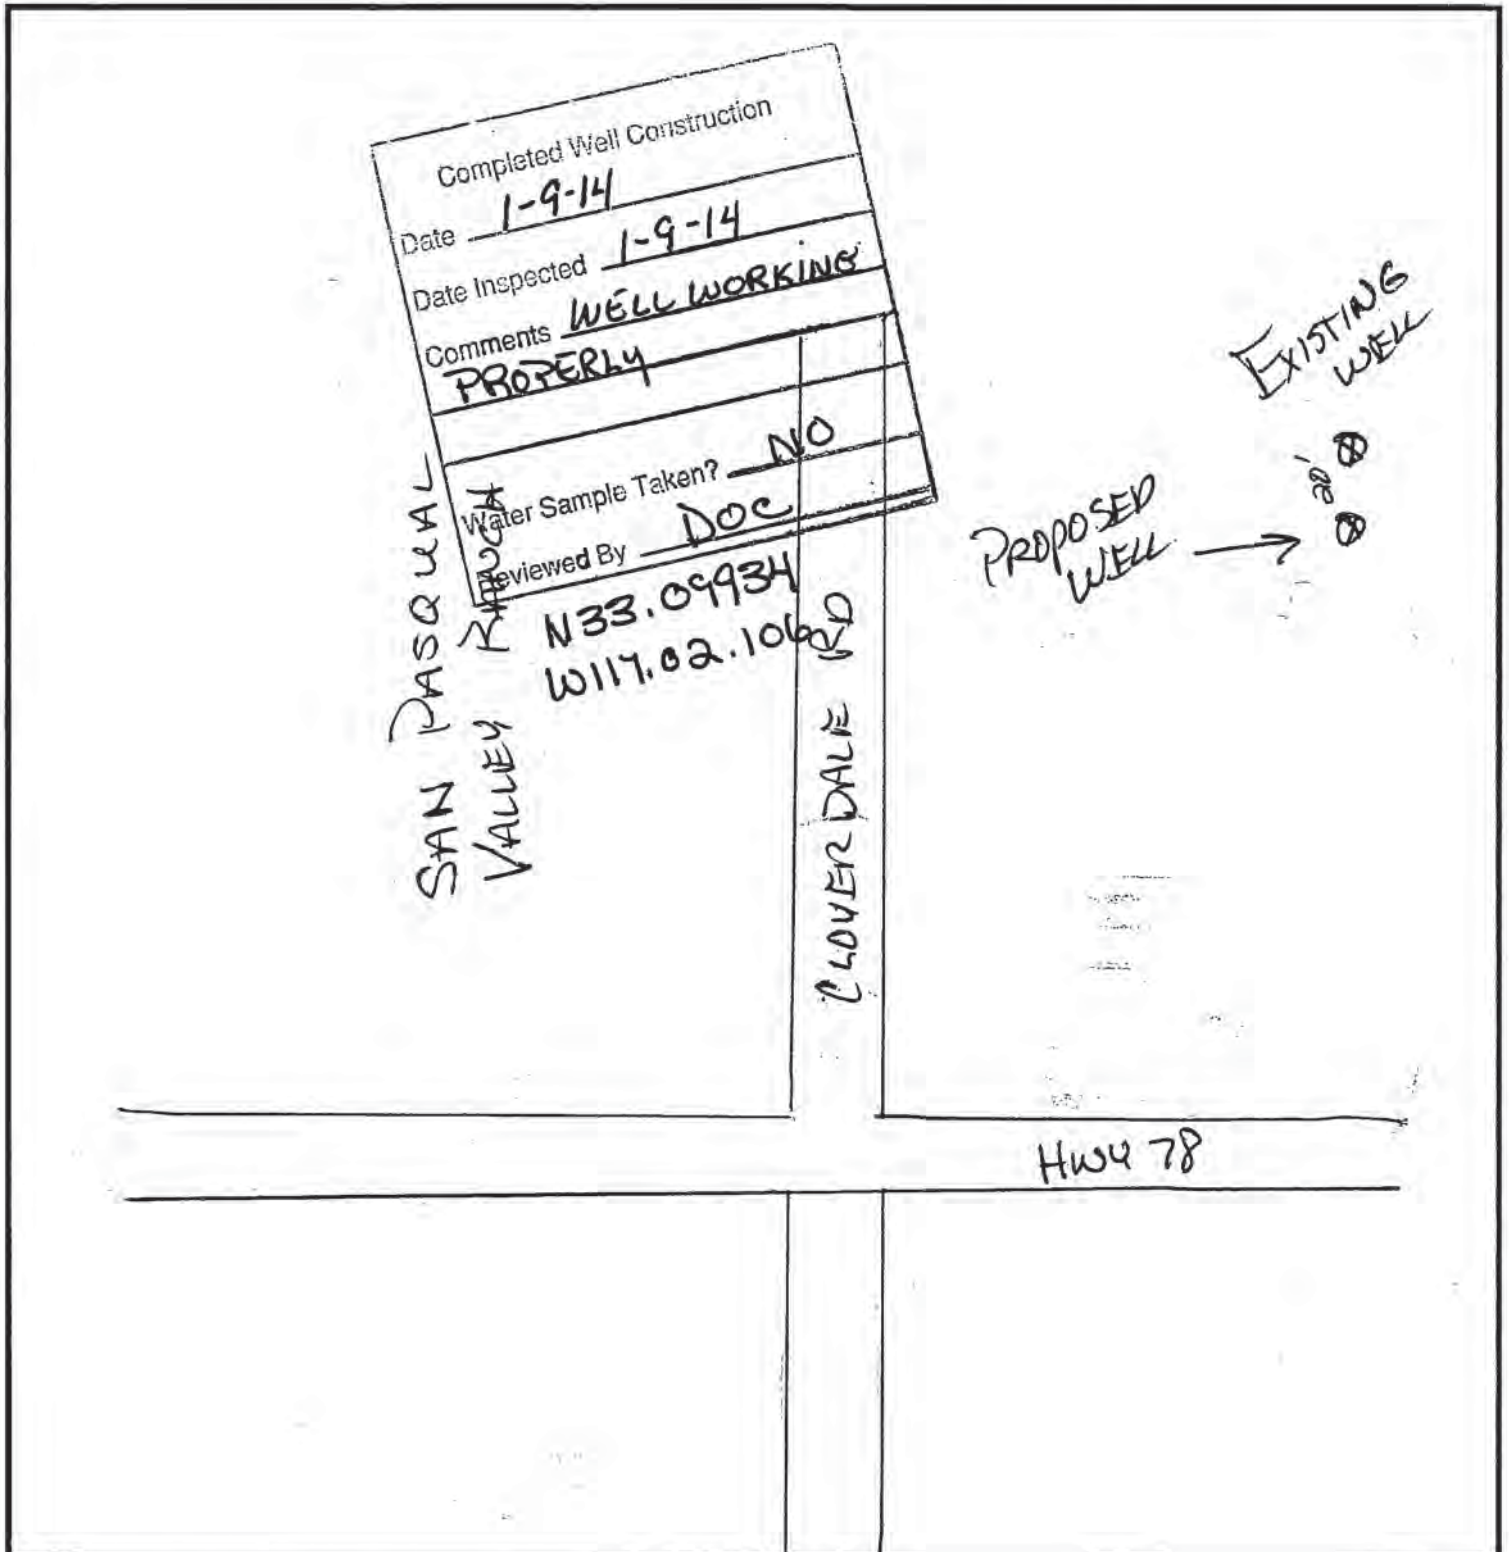 Completed Well Construction
Date 1-9-14
Date Inspected 1-9-14
Comments WELL WORKING
PROPERLY
Water Sample Taken? NO
Reviewed By DOC
N33.09934
W117.02.106
SAN PASQUAL
VALLEY RANCH
CLOVERDALE RD
EXISTING
WELL
20'
PROPOSED
WELL
HWY 78